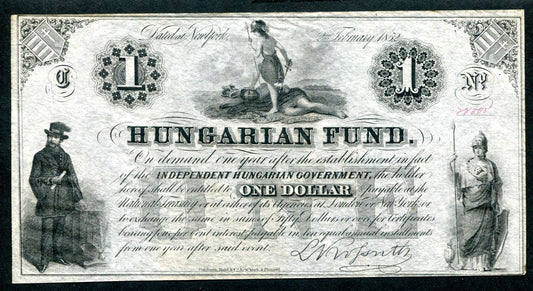 Dated at New York, 2nd February 1852
1
1
C
No
HUNGARIAN FUND.
On demand one year after the establishment in fact
of the INDEPENDENT HUNGARIAN GOVERNMENT, the holder
hereof shall be entitled to ONE DOLLAR payable at the
National Treasury or at either of its Agencies at London or New York or
to exchange the same in sums of Fifty Dollars or over for Certificates
bearing four per Cent interest payable in ten equal annual installments
from one year after said event.
L Kossuth